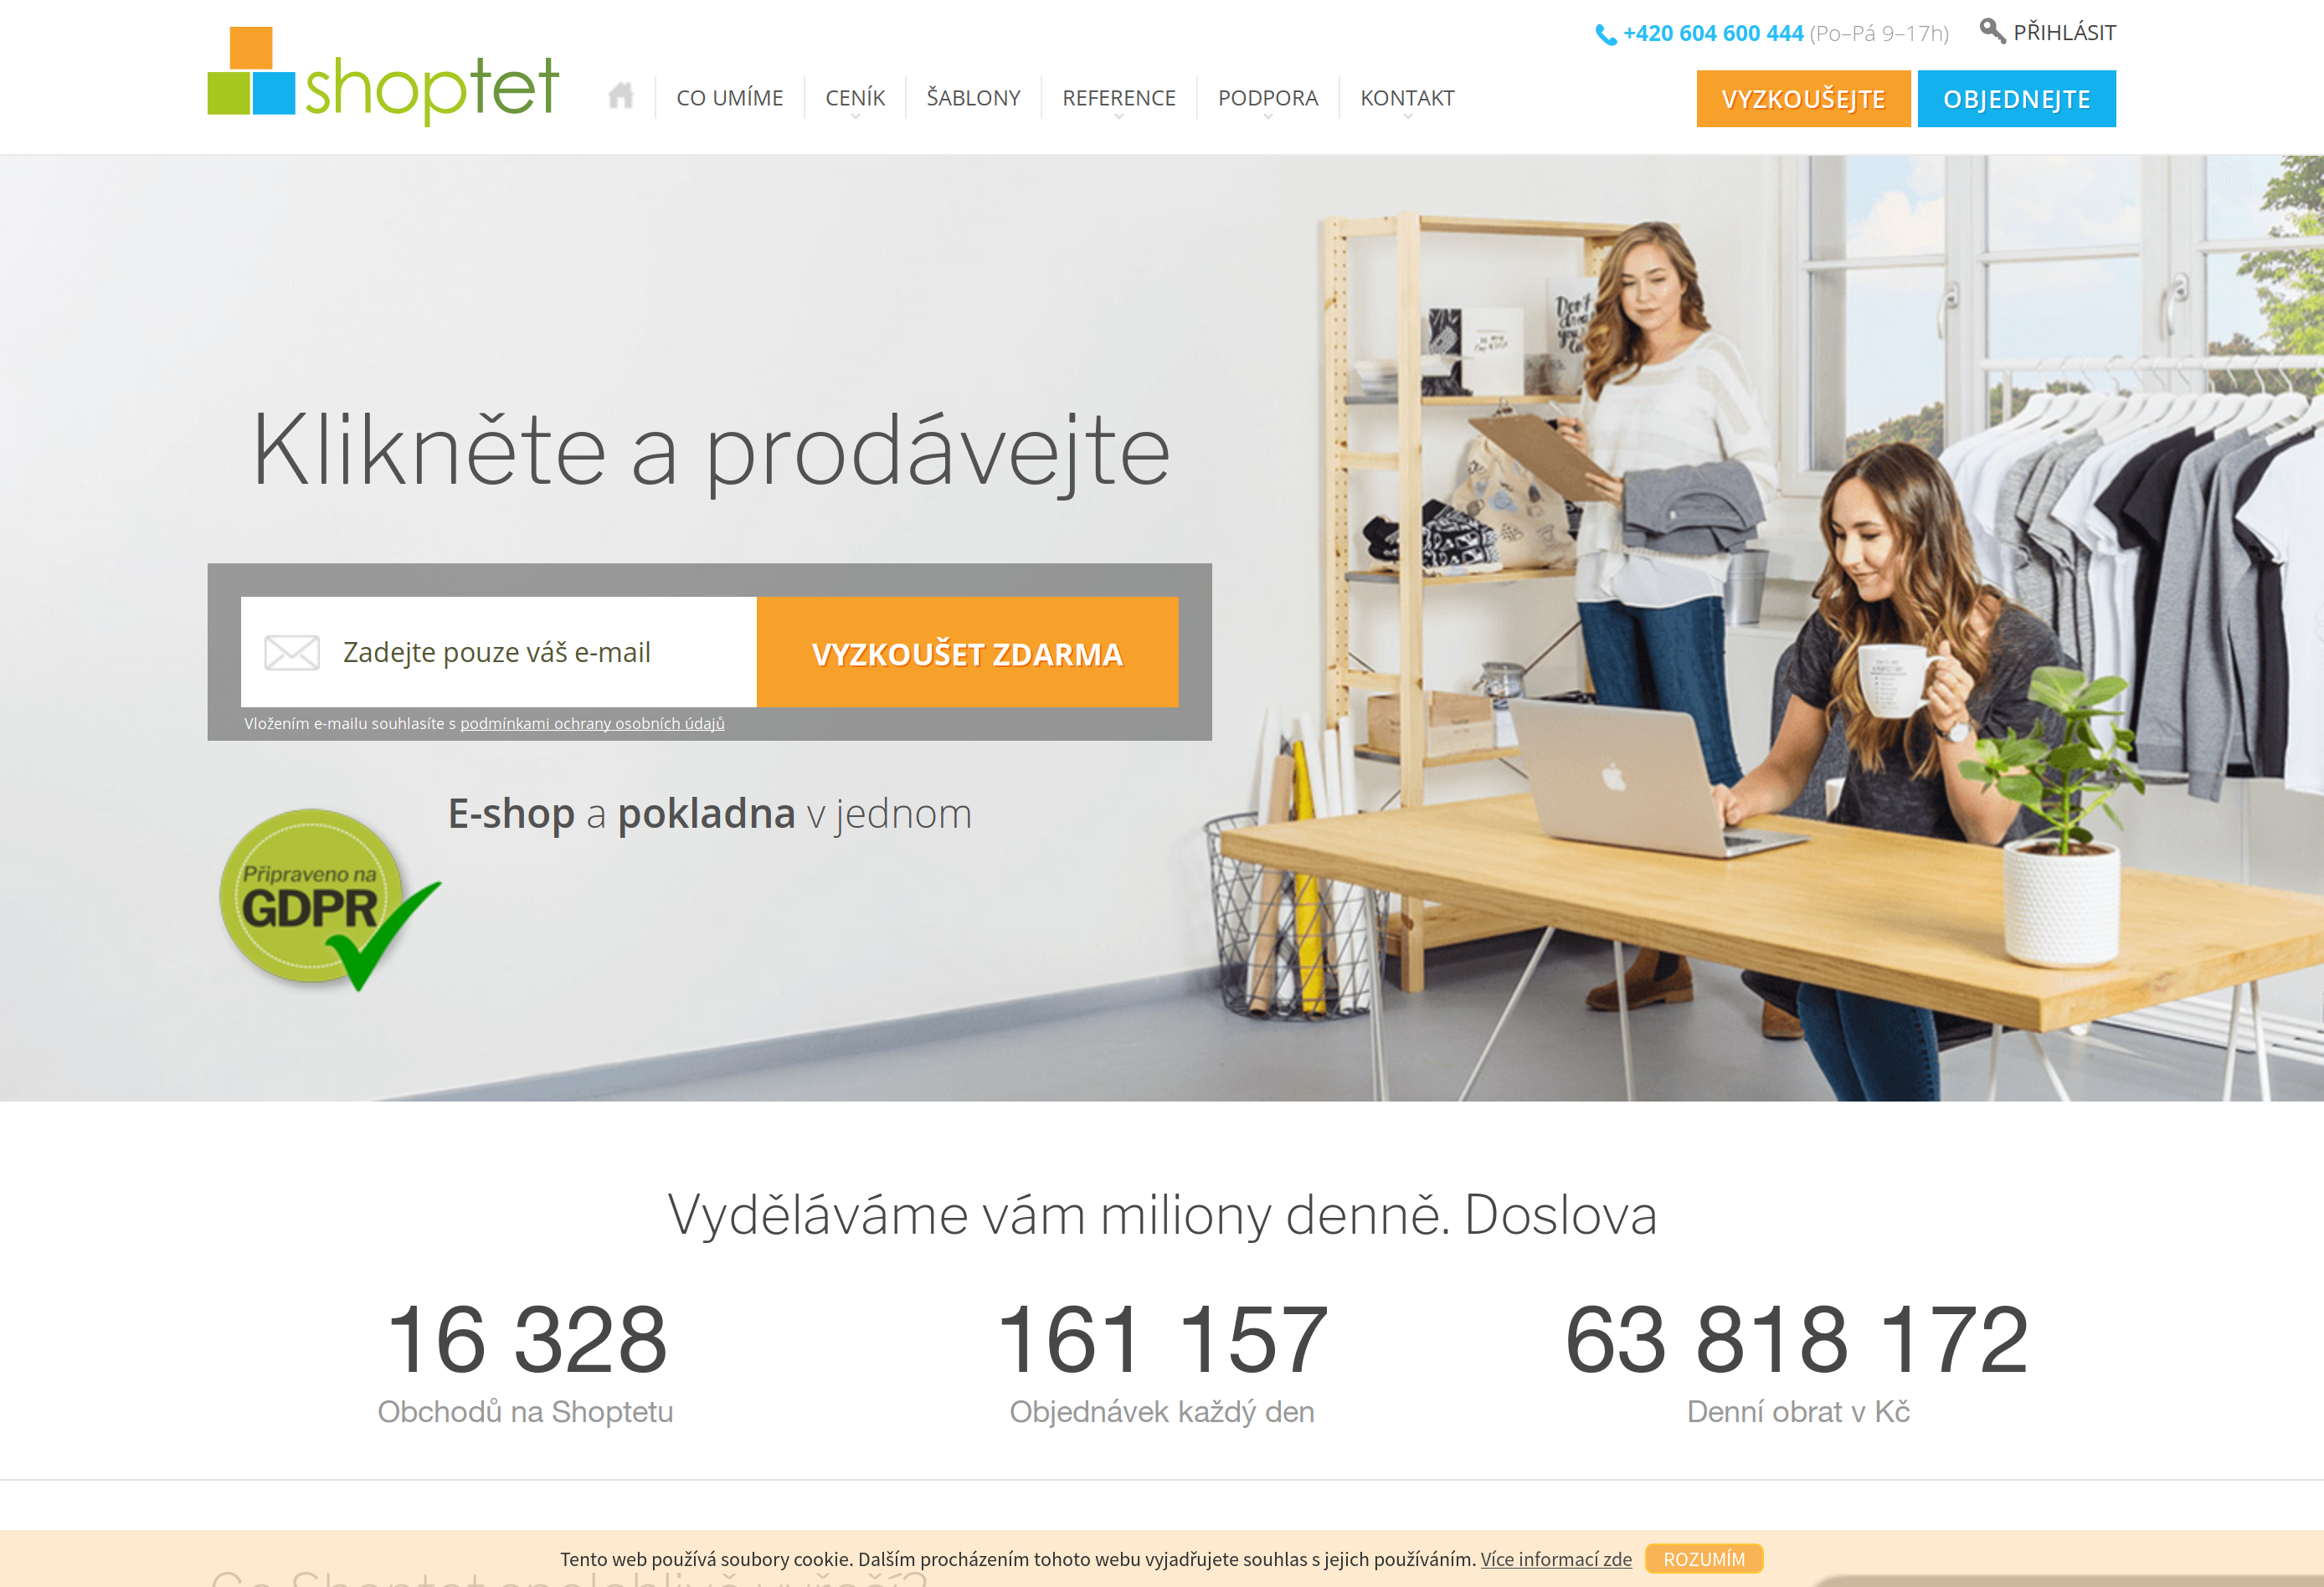 +420 604 600 444 (Po–Pá 9–17h)
PŘIHLÁSIT
shoptet
CO UMÍME
CENÍK
ŠABLONY
REFERENCE
PODPORA
KONTAKT
VYZKOUŠEJTE
OBJEDNEJTE
Klikněte a prodávejte
Zadejte pouze váš e-mail
VYZKOUŠET ZDARMA
Vložením e-mailu souhlasíte s podmínkami ochrany osobních údajů
E-shop a pokladna v jednom
Připraveno na
GDPR
Vyděláváme vám miliony denně. Doslova
16 328
161 157
63 818 172
Obchodů na Shoptetu
Objednávek každý den
Denní obrat v Kč
Tento web používá soubory cookie. Dalším procházením tohoto webu vyjadřujete souhlas s jejich používáním. Více informací zde
ROZUMÍM
Co Shoptet spolehlivě vyřeší?